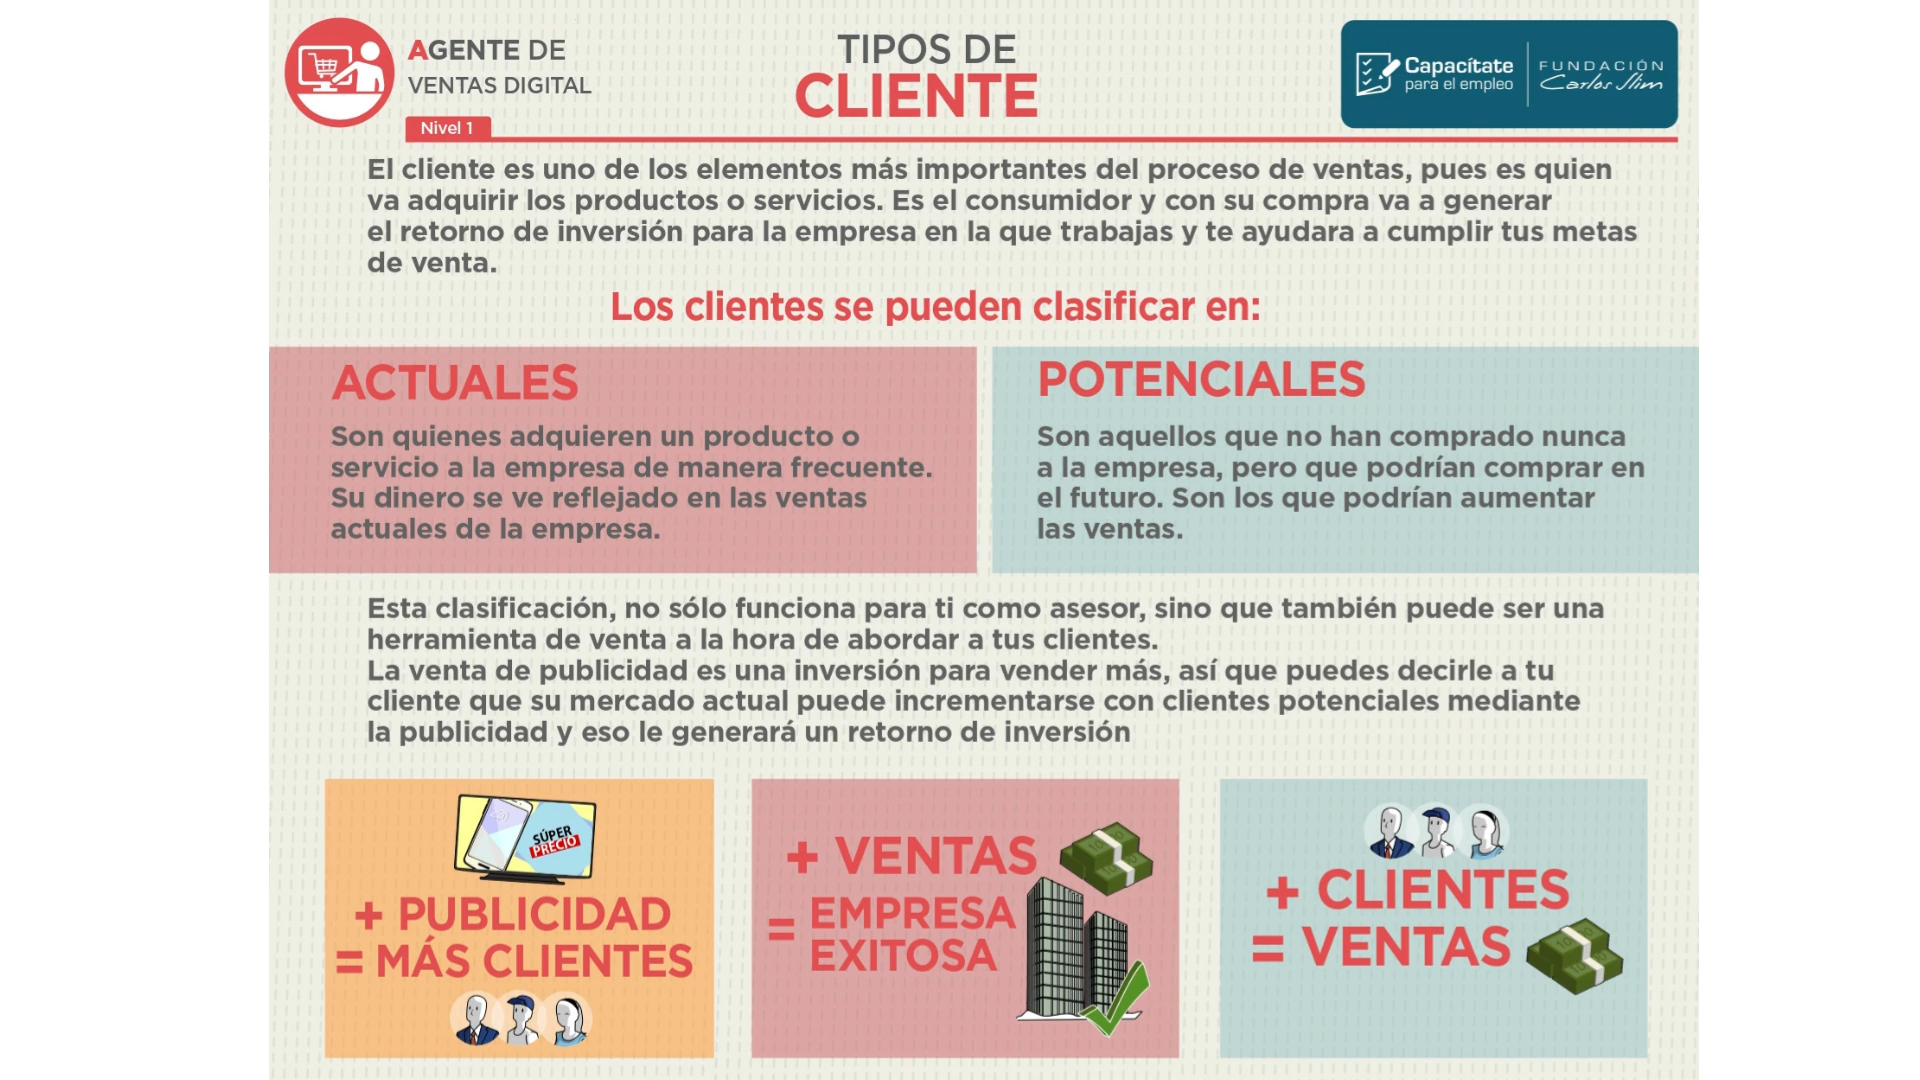 AGENTE DE
VENTAS DIGITAL
Nivel 1
TIPOS DE
CLIENTE
Capacítate
para el empleo
FUNDACIÓN
Carlos Slim
El cliente es uno de los elementos más importantes del proceso de ventas, pues es quien
va adquirir los productos o servicios. Es el consumidor y con su compra va a generar
el retorno de inversión para la empresa en la que trabajas y te ayudara a cumplir tus metas
de venta.
Los clientes se pueden clasificar en:
ACTUALES
Son quienes adquieren un producto o
servicio a la empresa de manera frecuente.
Su dinero se ve reflejado en las ventas
actuales de la empresa.
POTENCIALES
Son aquellos que no han comprado nunca
a la empresa, pero que podrían comprar en
el futuro. Son los que podrían aumentar
las ventas.
Esta clasificación, no sólo funciona para ti como asesor, sino que también puede ser una
herramienta de venta a la hora de abordar a tus clientes.
La venta de publicidad es una inversión para vender más, así que puedes decirle a tu
cliente que su mercado actual puede incrementarse con clientes potenciales mediante
la publicidad y eso le generará un retorno de inversión
SÚPER
PRECIO
+ PUBLICIDAD
= MÁS CLIENTES
+ VENTAS
= EMPRESA
EXITOSA
+ CLIENTES
= VENTAS